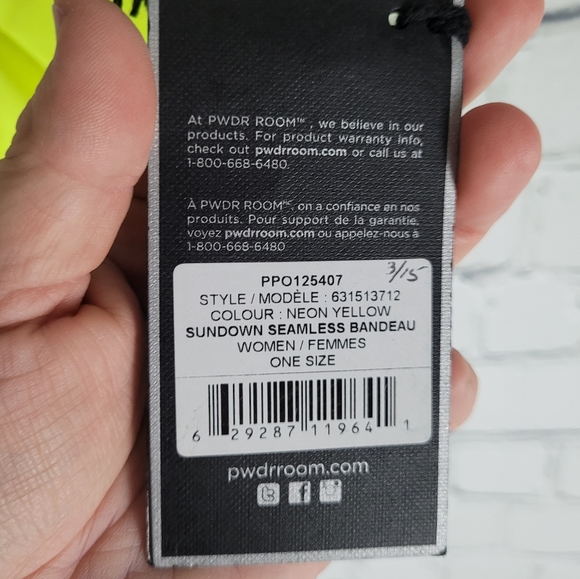 At PWDR ROOM™ , we believe in our
products. For product warranty info,
check out pwdrroom.com or call us at
1-800-668-6480.
À PWDR ROOM™, on a confiance en nos
produits. Pour support de la garantie,
voyez pwdrroom.com ou appelez-nous à
1-800-668-6480
PPO125407 3/15
STYLE / MODÈLE : 631513712
COLOUR : NEON YELLOW
SUNDOWN SEAMLESS BANDEAU
WOMEN / FEMMES
ONE SIZE
6 29287 11964 1
pwdrroom.com